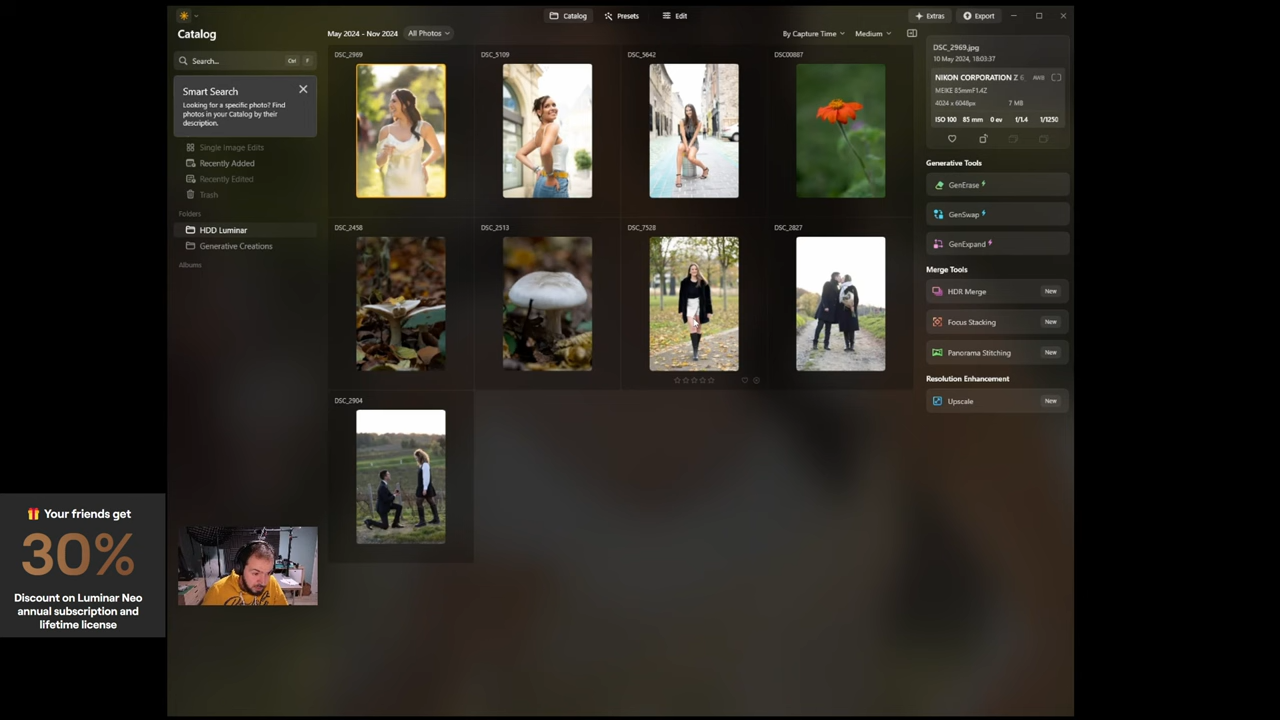 Catalog
Presets
Edit
Extras
Export
Catalog
May 2024 - Nov 2024
All Photos
By Capture Time
Medium
Search...
Ctrl
F
Smart Search
Looking for a specific photo? Find
photos in your Catalog by their
description.
Single Image Edits
Recently Added
Recently Edited
Trash
Folders
HDD Luminar
Generative Creations
Albums
DSC_2969
DSC_5109
DSC_5642
DSC00887
DSC_2458
DSC_2513
DSC_7528
DSC_2827
DSC_2904
DSC_2969.jpg
10 May 2024, 18:03:37
NIKON CORPORATION Z 6
AWB
MEIKE 85mmF1.4Z
4024 x 6048px
7 MB
ISO 100
85 mm
0 ev
f/1.4
1/1250
Generative Tools
GenErase
GenSwap
GenExpand
Merge Tools
HDR Merge
New
Focus Stacking
New
Panorama Stitching
New
Resolution Enhancement
Upscale
New
Your friends get
30%
Discount on Luminar Neo
annual subscription and
lifetime license